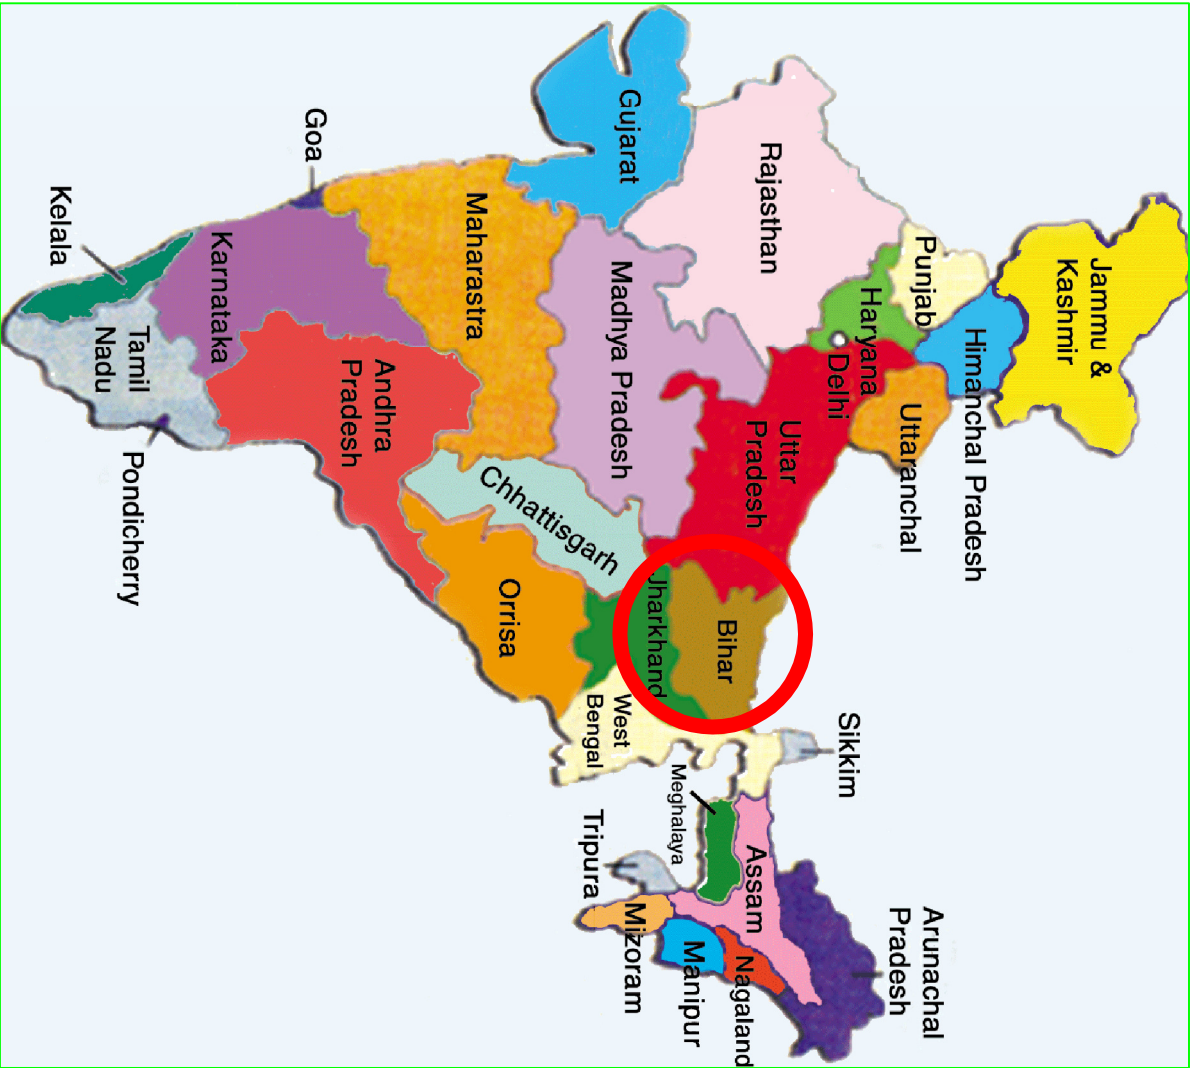 Jammu &
Kashmir
Himanchal Pradesh
Punjab
Uttaranchal
Haryana
Delhi
Rajasthan
Uttar
Pradesh
Bihar
Sikkim
Arunachal
Pradesh
Assam
Nagaland
Manipur
Meghalaya
Mizoram
Tripura
Gujarat
Madhya Pradesh
Jharkhand
West
Bengal
Chhattisgarh
Orrisa
Maharastra
Goa
Andhra
Pradesh
Karnataka
Kelala
Tamil
Nadu
Pondicherry